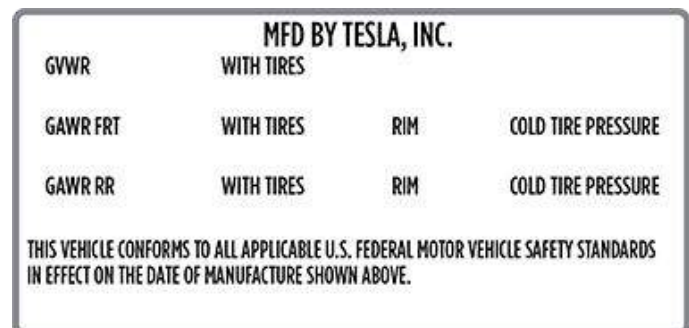 MFD BY TESLA, INC.
GVWR WITH TIRES
GAWR FRT WITH TIRES RIM COLD TIRE PRESSURE
GAWR RR WITH TIRES RIM COLD TIRE PRESSURE
THIS VEHICLE CONFORMS TO ALL APPLICABLE U.S. FEDERAL MOTOR VEHICLE SAFETY STANDARDS
IN EFFECT ON THE DATE OF MANUFACTURE SHOWN ABOVE.